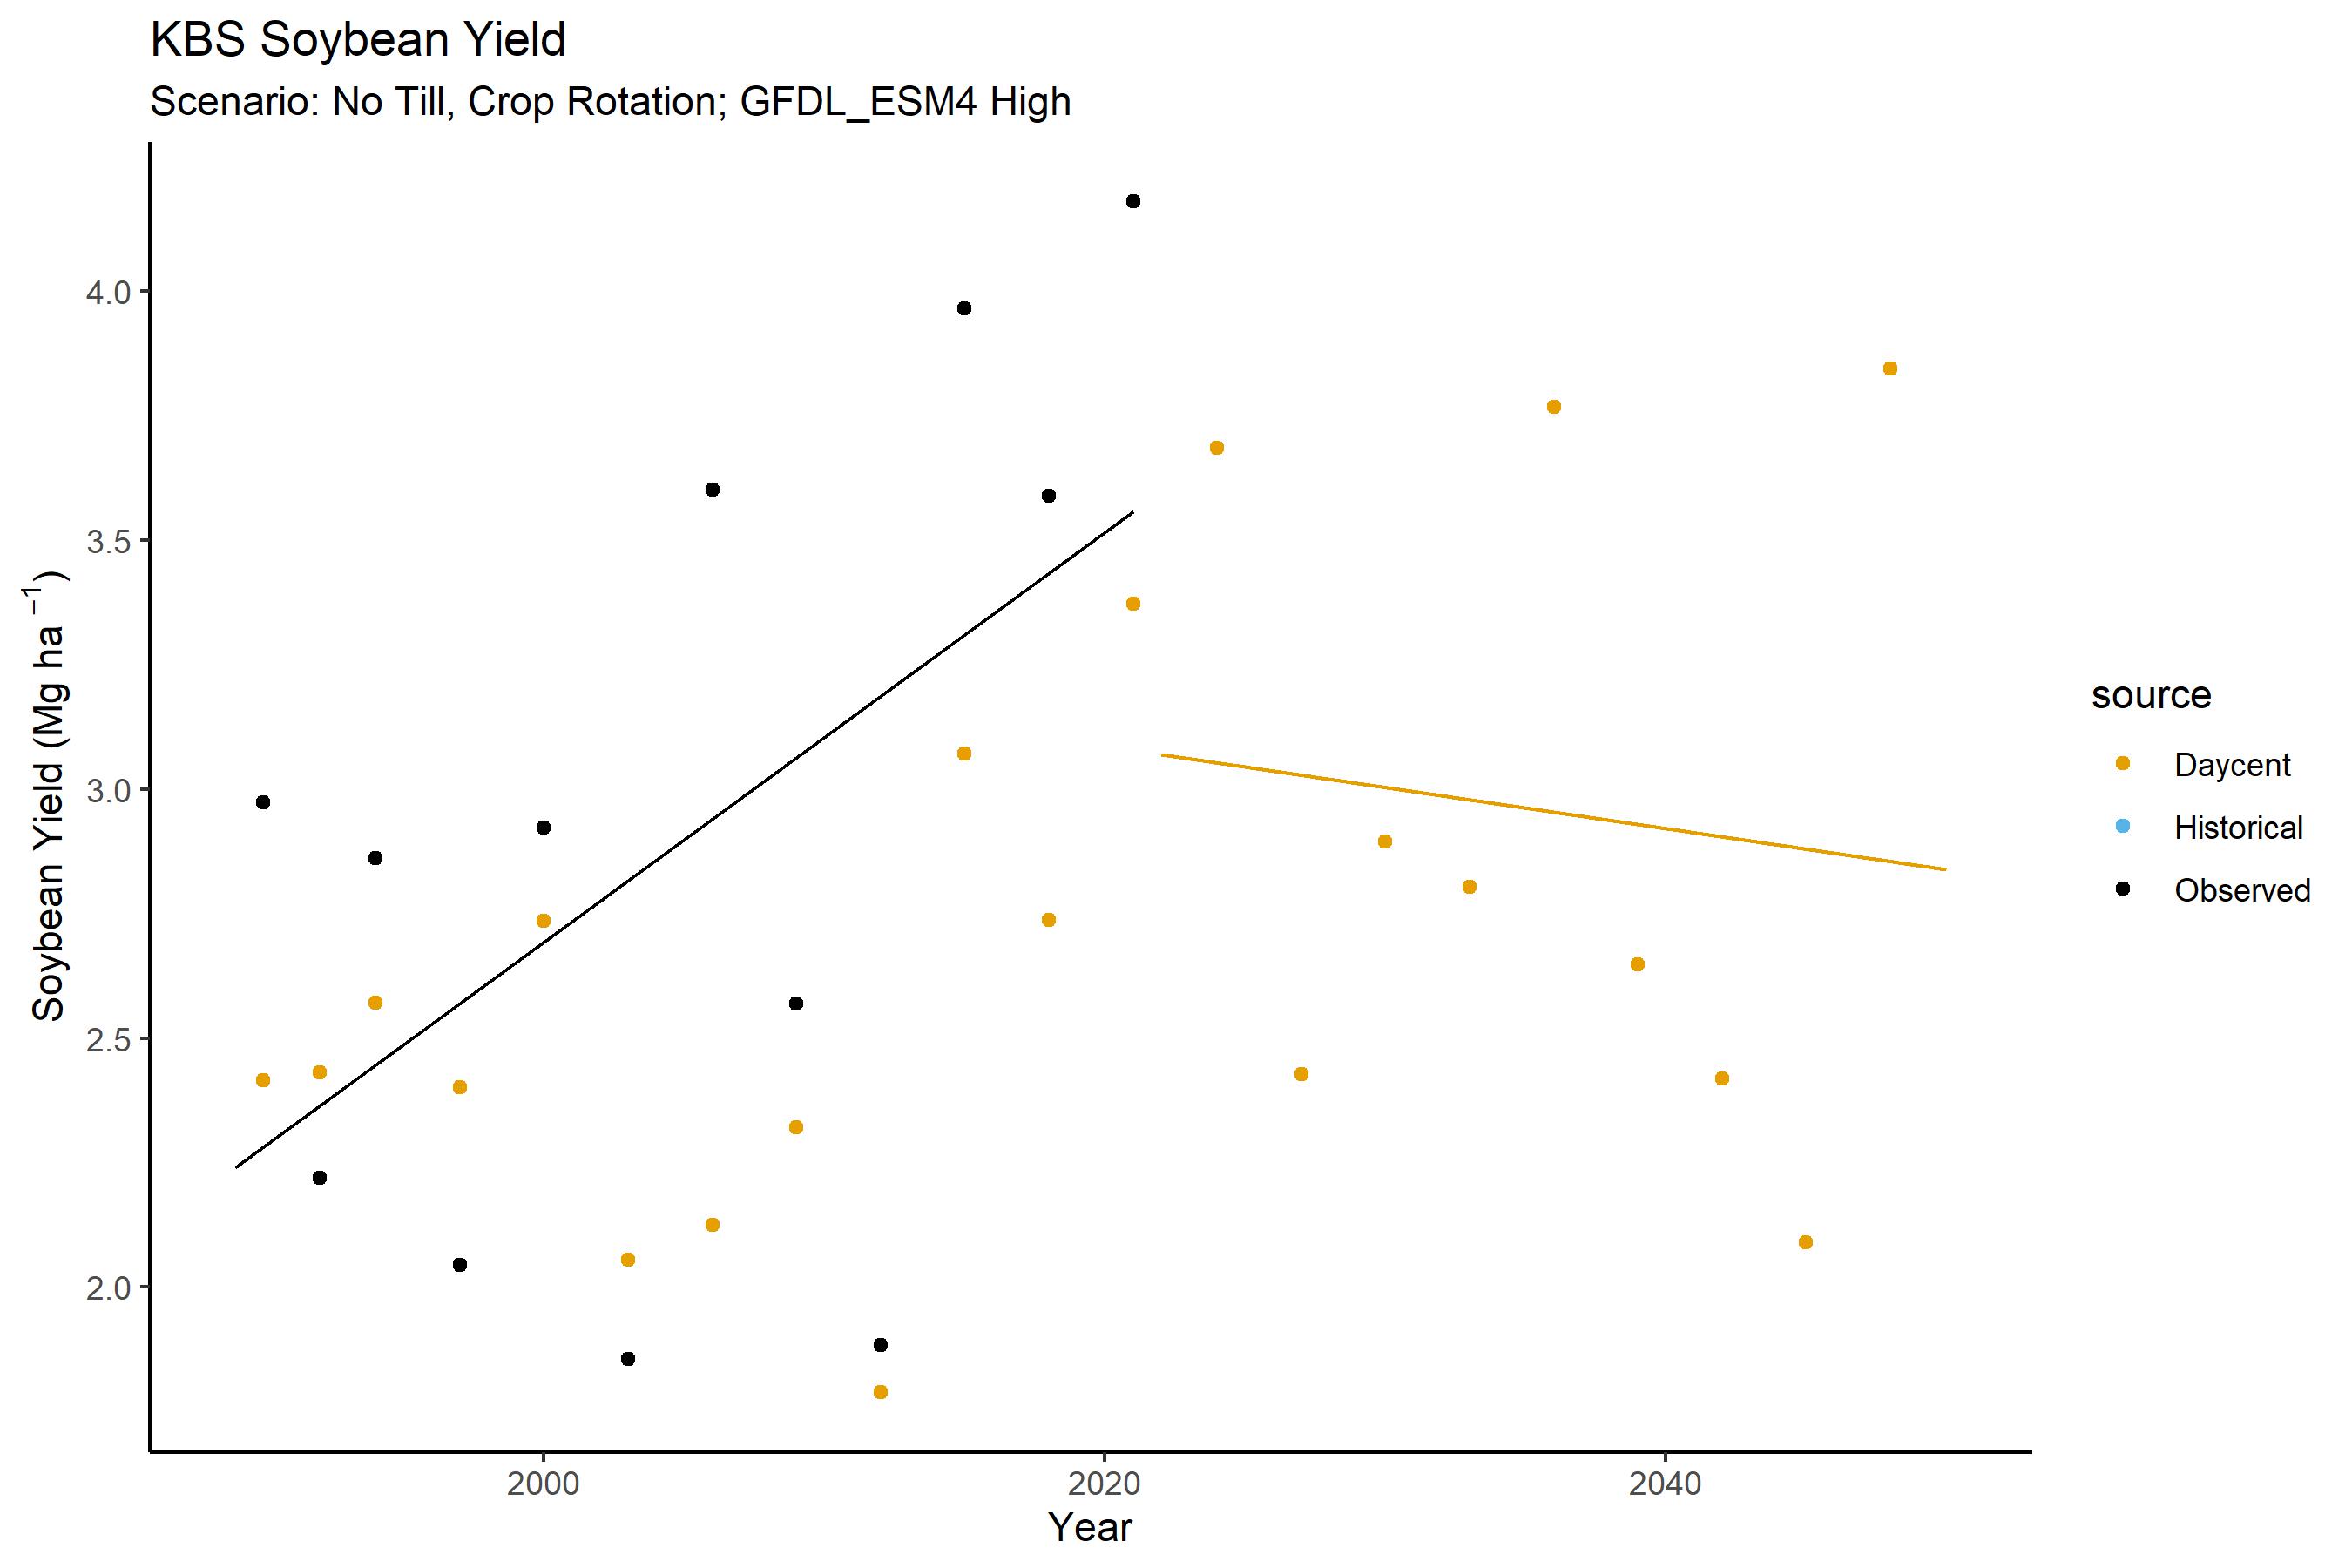 KBS Soybean Yield
Scenario: No Till, Crop Rotation; GFDL_ESM4 High
Soybean Yield (Mg ha −1)
4.0
3.5
3.0
2.5
2.0
2000
2020
2040
Year
source
Daycent
Historical
Observed